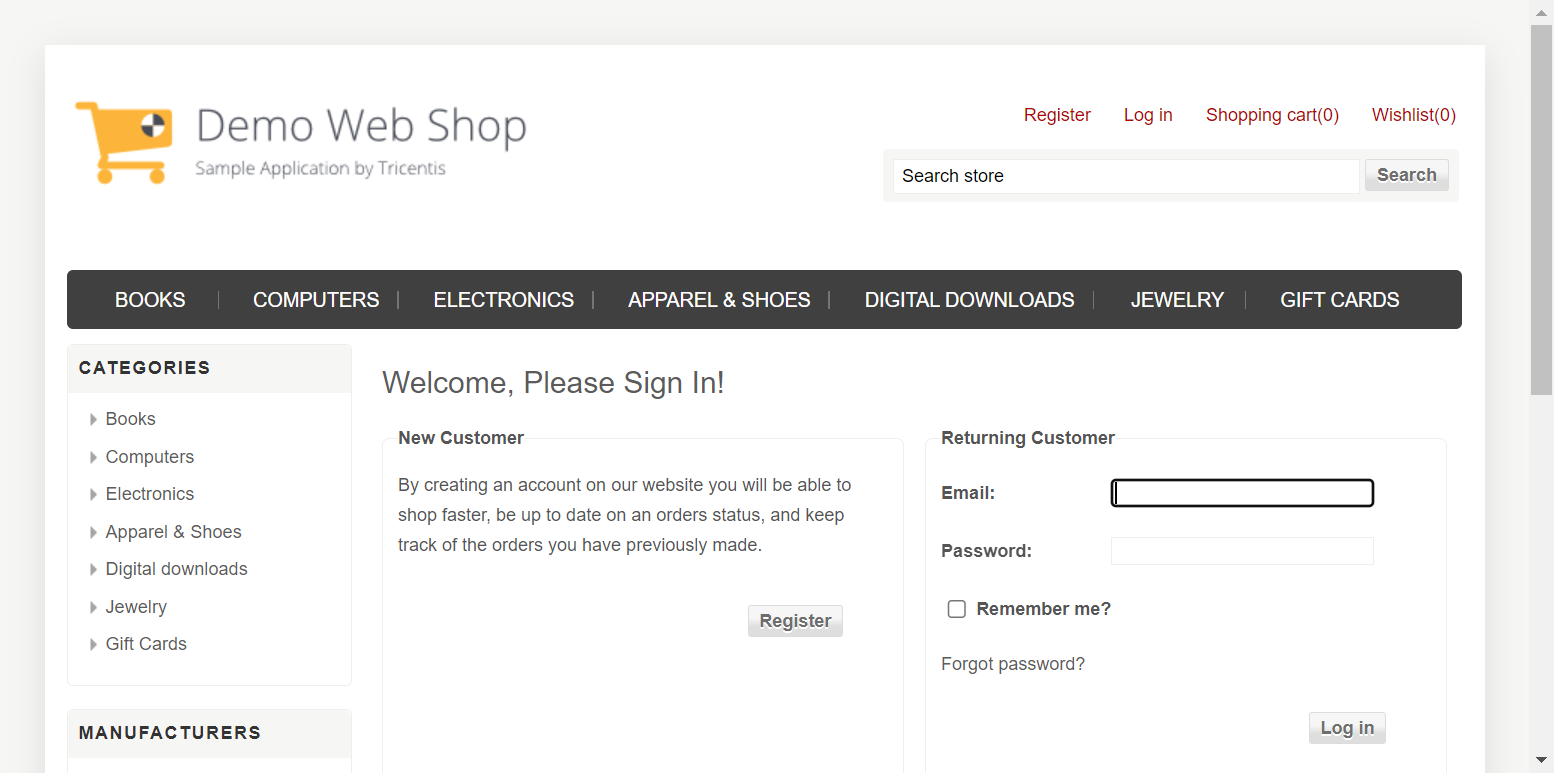 Demo Web Shop
Sample Application by Tricentis
Register Log in Shopping cart(0) Wishlist(0)
Search store Search
BOOKS COMPUTERS ELECTRONICS APPAREL & SHOES DIGITAL DOWNLOADS JEWELRY GIFT CARDS
CATEGORIES
Books
Computers
Electronics
Apparel & Shoes
Digital downloads
Jewelry
Gift Cards
MANUFACTURERS
Welcome, Please Sign In!
New Customer
By creating an account on our website you will be able to
shop faster, be up to date on an orders status, and keep
track of the orders you have previously made.
Register
Returning Customer
Email:
Password:
Remember me?
Forgot password?
Log in